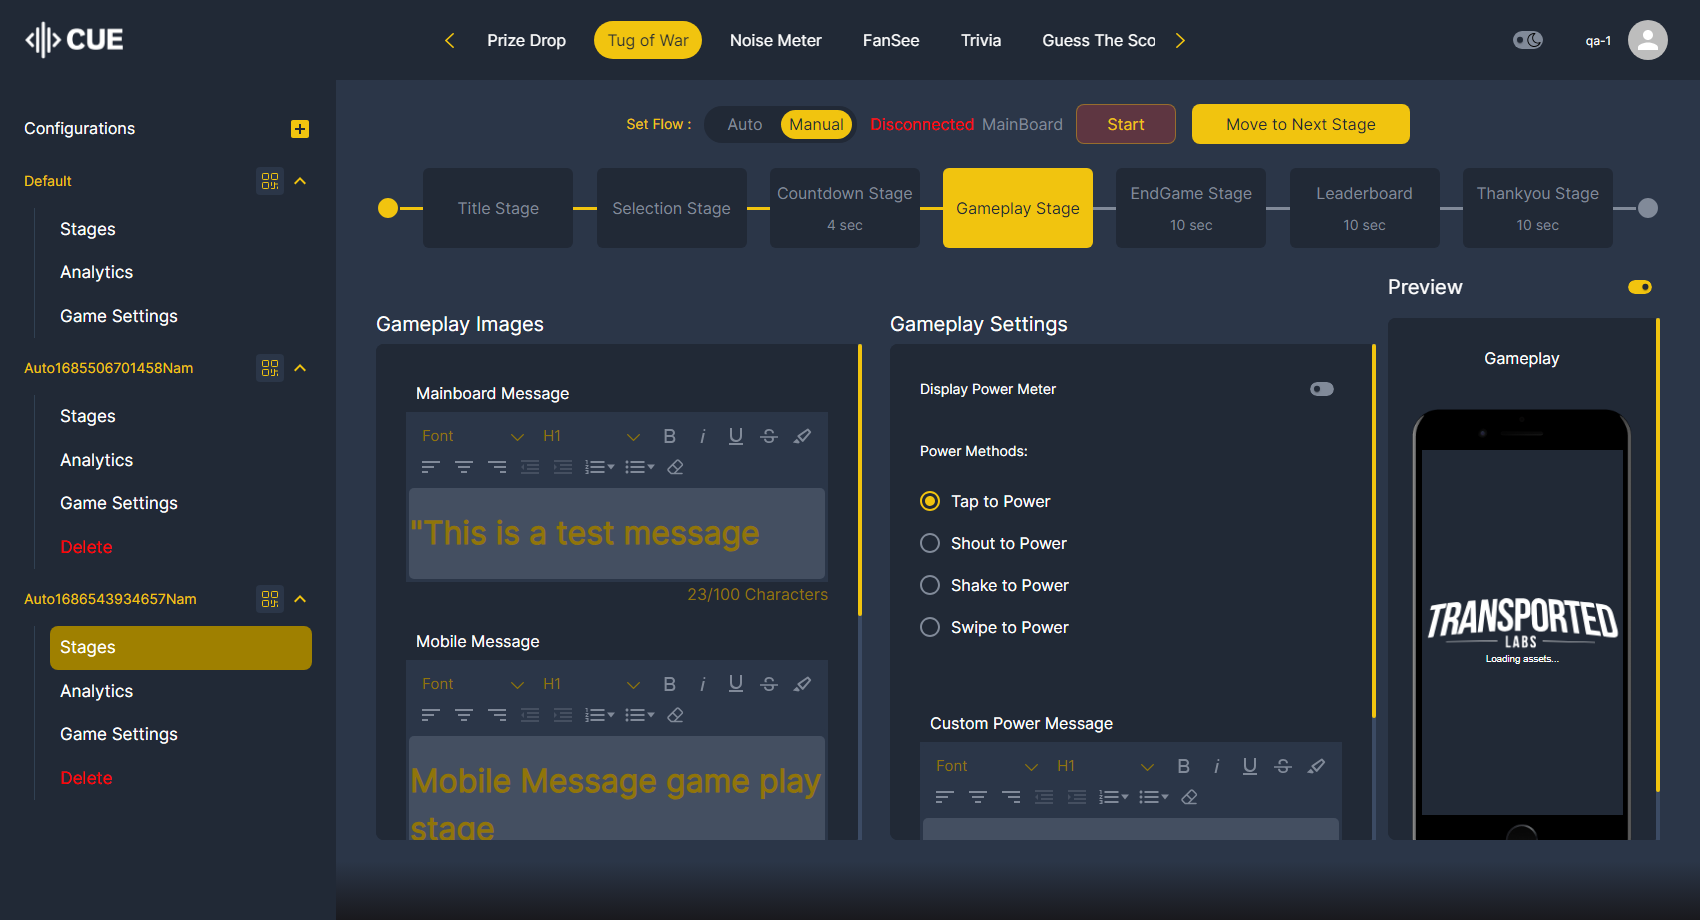 CUE
Prize Drop
Tug of War
Noise Meter
FanSee
Trivia
Guess The Sco
qa-1
Configurations
Default
Stages
Analytics
Game Settings
Auto1685506701458Nam
Stages
Analytics
Game Settings
Delete
Auto1686543934657Nam
Stages
Analytics
Game Settings
Delete
Set Flow :
Auto
Manual
Disconnected MainBoard
Start
Move to Next Stage
Title Stage
Selection Stage
Countdown Stage
4 sec
Gameplay Stage
EndGame Stage
10 sec
Leaderboard
10 sec
Thankyou Stage
10 sec
Gameplay Images
Mainboard Message
Font
H1
B
i
U
S
"This is a test message
23/100 Characters
Mobile Message
Font
H1
B
i
U
S
Mobile Message game play
stage
Gameplay Settings
Display Power Meter
Power Methods:
Tap to Power
Shout to Power
Shake to Power
Swipe to Power
Custom Power Message
Font
H1
B
i
U
S
Preview
Gameplay
TRANSPORTED
LABS
Loading assets...